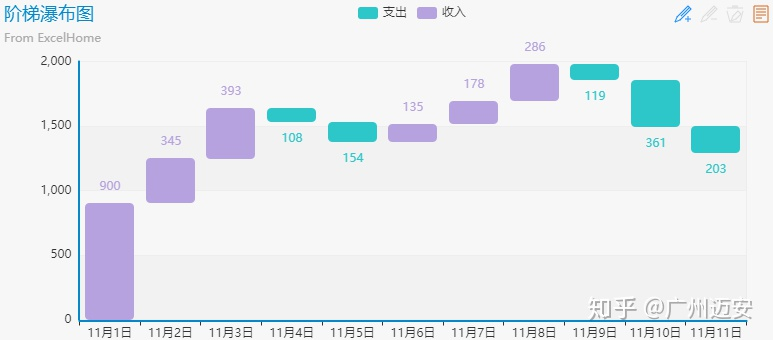 阶梯瀑布图
From ExcelHome
支出
收入
2,000
1,500
1,000
500
0
900
345
393
108
154
135
178
286
119
361
203
11月1日
11月2日
11月3日
11月4日
11月5日
11月6日
11月7日
11月8日
11月9日
11月10日
11月11日
知乎 @广州迈安